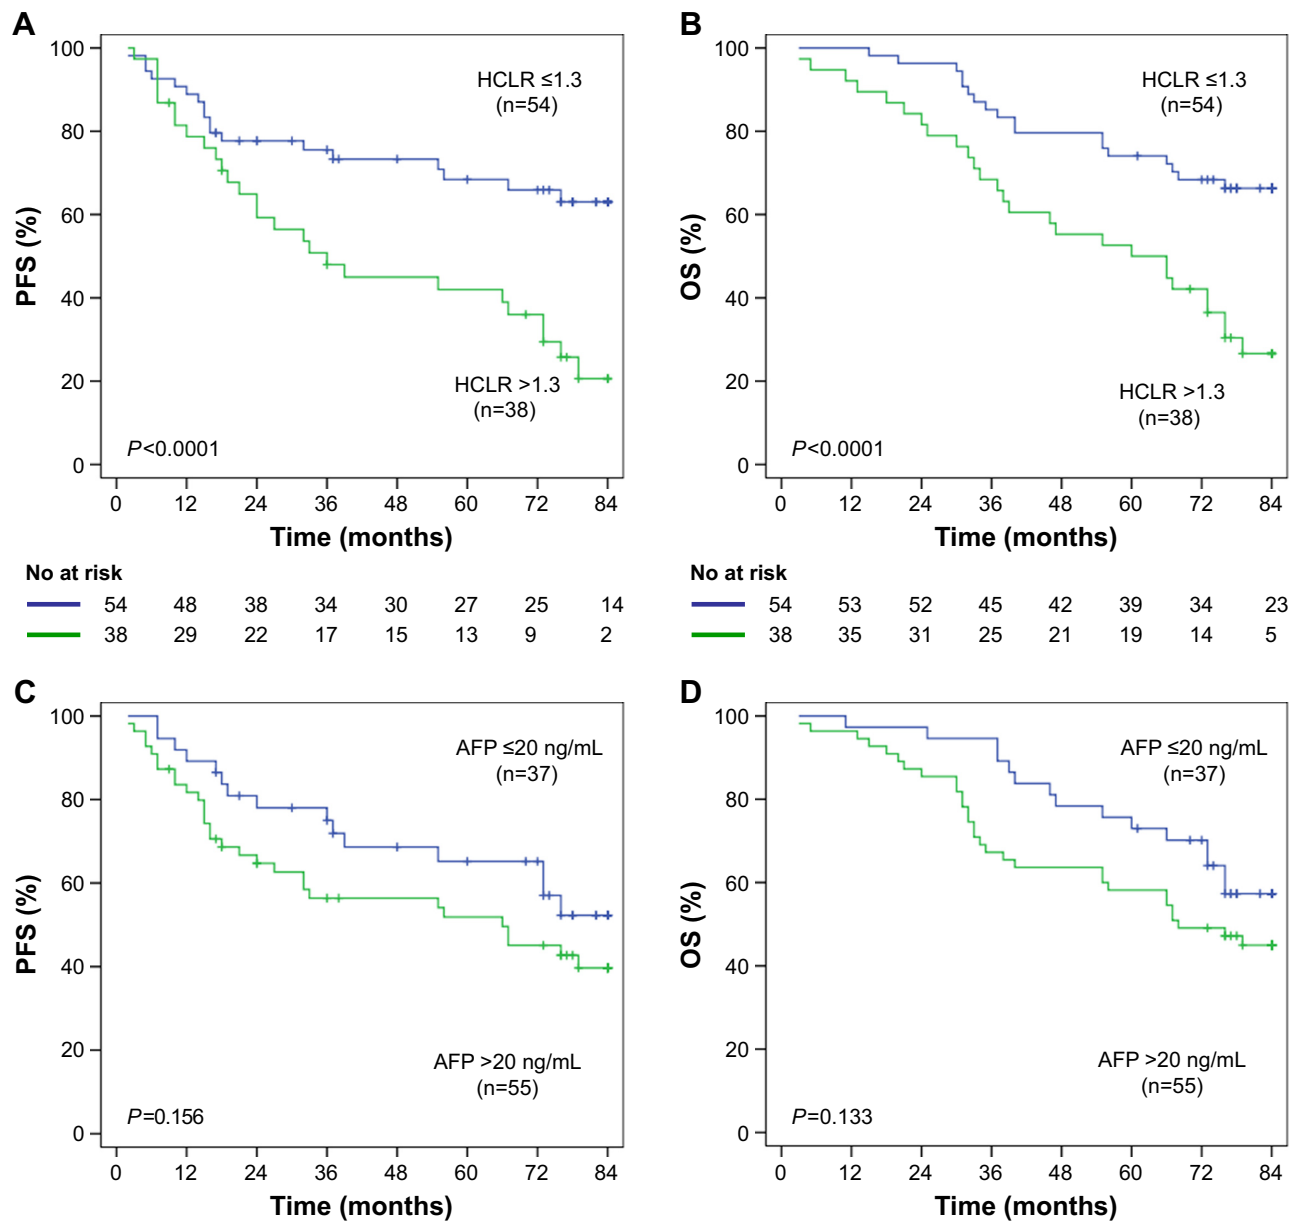 A
100
80
60
40
20
0
PFS (%)
HCLR ≤1.3
(n=54)
HCLR >1.3
(n=38)
P<0.0001
0 12 24 36 48 60 72 84
Time (months)
No at risk
54 48 38 34 30 27 25 14
38 29 22 17 15 13 9 2
B
100
80
60
40
20
0
OS (%)
HCLR ≤1.3
(n=54)
HCLR >1.3
(n=38)
P<0.0001
0 12 24 36 48 60 72 84
Time (months)
No at risk
54 53 52 45 42 39 34 23
38 35 31 25 21 19 14 5
C
100
80
60
40
20
0
PFS (%)
AFP ≤20 ng/mL
(n=37)
AFP >20 ng/mL
(n=55)
P=0.156
0 12 24 36 48 60 72 84
Time (months)
D
100
80
60
40
20
0
OS (%)
AFP ≤20 ng/mL
(n=37)
AFP >20 ng/mL
(n=55)
P=0.133
0 12 24 36 48 60 72 84
Time (months)